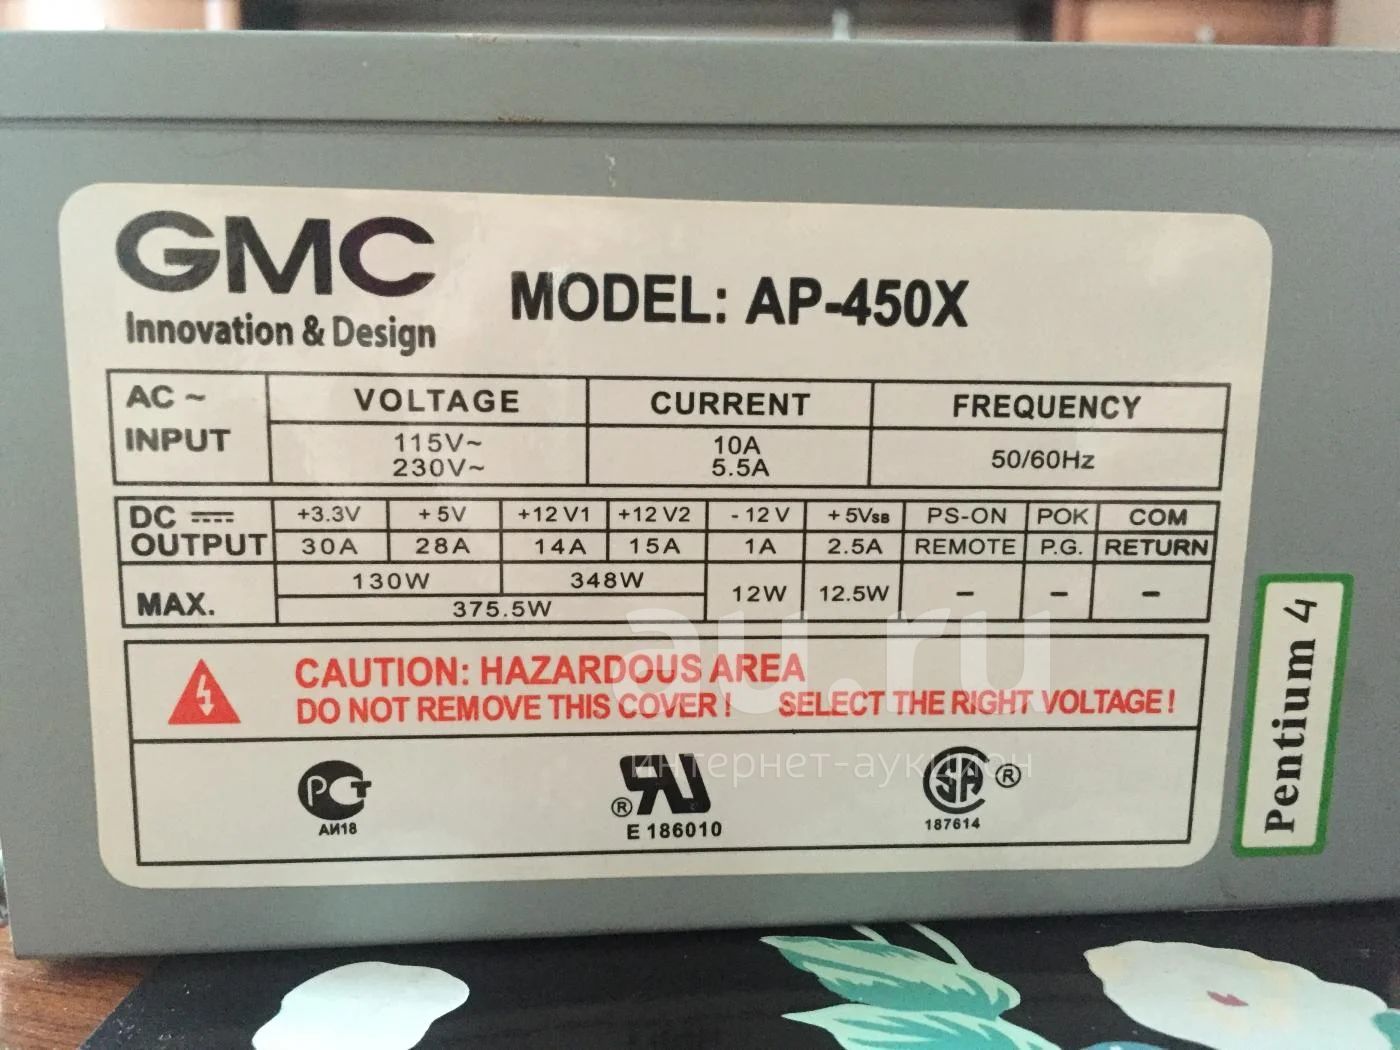 GMC
Innovation & Design
MODEL: AP-450X
AC ~ INPUT VOLTAGE CURRENT FREQUENCY
115V~ 10A 50/60Hz
230V~ 5.5A
DC OUTPUT +3.3V +5V +12 V1 +12 V2 -12 V +5VSB PS-ON POK COM
30A 28A 14A 15A 1A 2.5A REMOTE P.G. RETURN
MAX. 130W 348W 12W 12.5W – – –
375.5W
CAUTION: HAZARDOUS AREA
DO NOT REMOVE THIS COVER! SELECT THE RIGHT VOLTAGE!
РСТ
АИ18
® RU
E 186010
SA ®
187614
Pentium 4
au.ru
интернет-аукцион